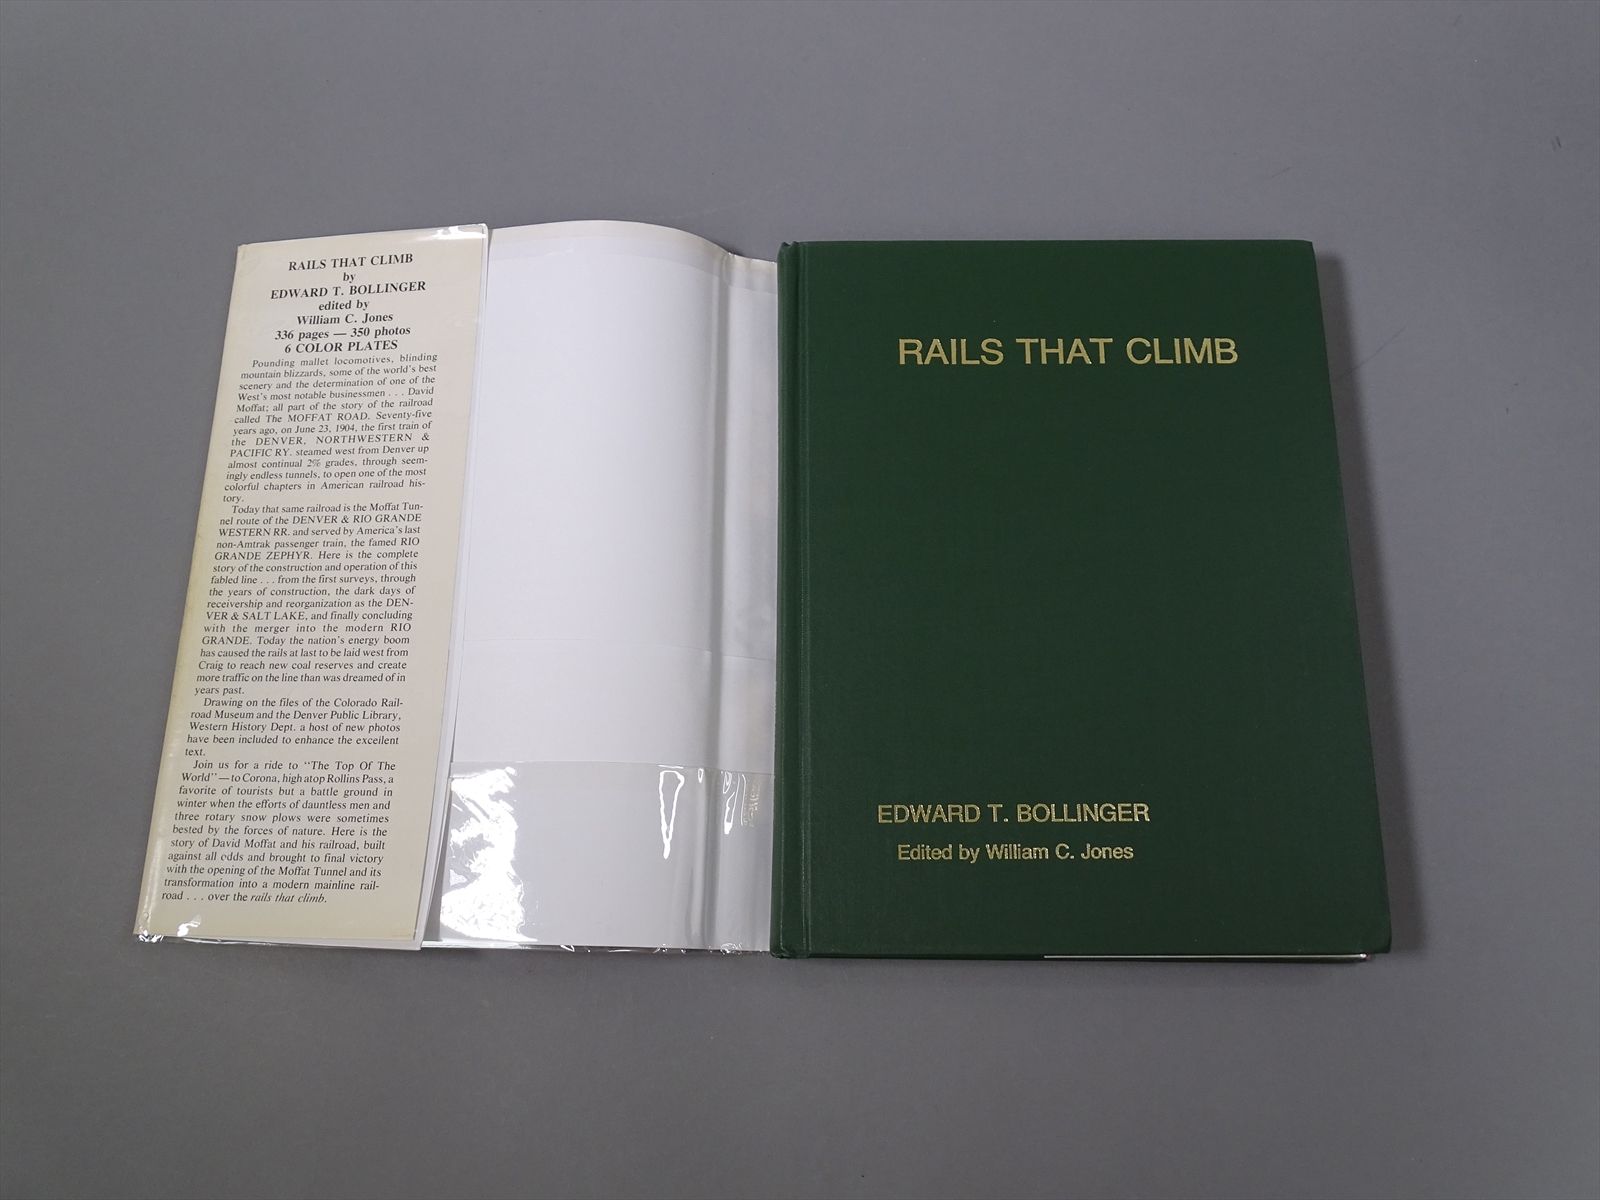 RAILS THAT CLIMB
by
EDWARD T. BOLLINGER
edited by
William C. Jones
336 pages — 350 photos
6 COLOR PLATES
Pounding mallet locomotives, blinding
mountain blizzards, some of the world's best
scenery and the determination of one of the
West's most notable businessmen . . . David
Moffat; all part of the story of the railroad
called The MOFFAT ROAD. Seventy-five
years ago, on June 23, 1904, the first train of
the DENVER, NORTHWESTERN &
PACIFIC RY. steamed west from Denver up
almost continual 2% grades, through seem-
ingly endless tunnels, to open one of the most
colorful chapters in American railroad his-
tory.
Today that same railroad is the Moffat Tun-
nel route of the DENVER & RIO GRANDE
WESTERN RR. and served by America's last
non-Amtrak passenger train, the famed RIO
GRANDE ZEPHYR. Here is the complete
story of the construction and operation of this
fabled line . . . from the first surveys, through
the years of construction, the dark days of
receivership and reorganization as the DEN-
VER & SALT LAKE, and finally concluding
with the merger into the modern RIO
GRANDE. Today the nation's energy boom
has caused the rails at last to be laid west from
Craig to reach new coal reserves and create
more traffic on the line than was dreamed of in
years past.
Drawing on the files of the Colorado Rail-
road Museum and the Denver Public Library,
Western History Dept. a host of new photos
have been included to enhance the excellent
text.
Join us for a ride to "The Top Of The
World" — to Corona, high atop Rollins Pass, a
favorite of tourists but a battle ground in
winter when the efforts of dauntless men and
three rotary snow plows were sometimes
bested by the forces of nature. Here is the
story of David Moffat and his railroad, built
against all odds and brought to final victory
with the opening of the Moffat Tunnel and its
transformation into a modern mainline rail-
road . . . over the rails that climb.
RAILS THAT CLIMB
EDWARD T. BOLLINGER
Edited by William C. Jones